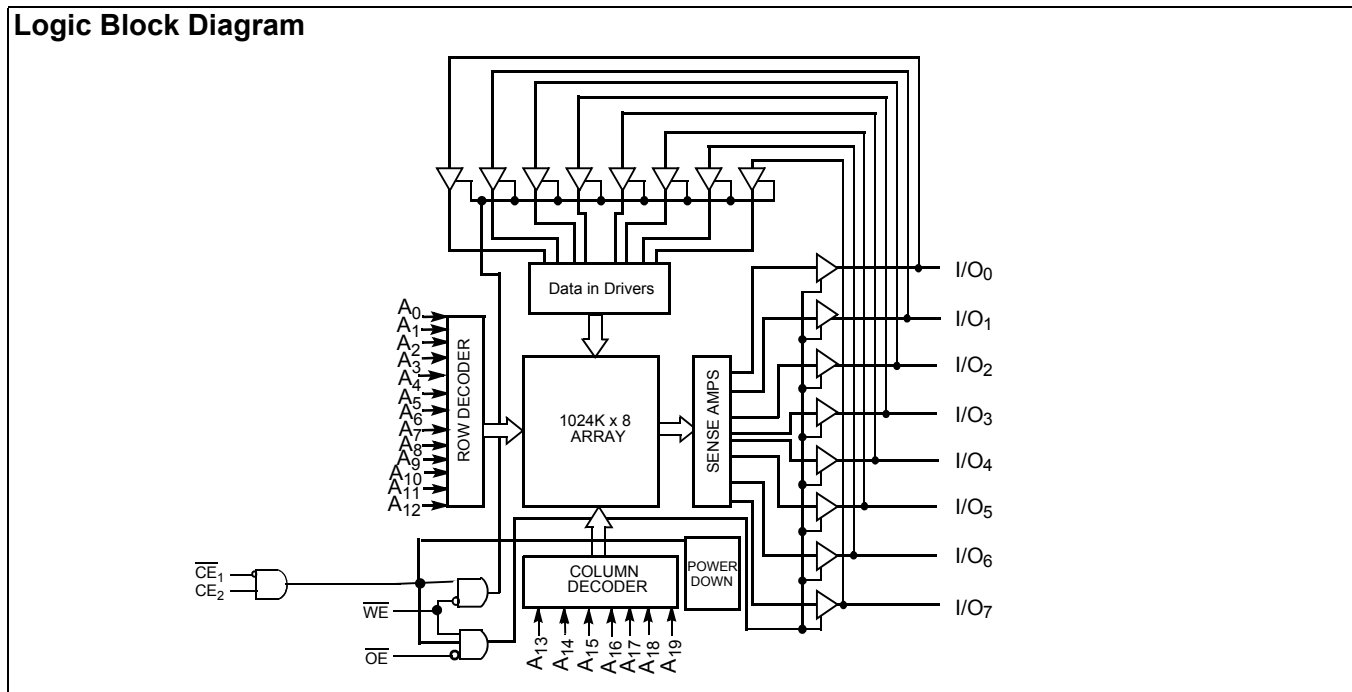 Logic Block Diagram
Data in Drivers
A0
A1
A2
A3
A4
A5
A6
A7
A8
A9
A10
A11
A12
ROW DECODER
1024K x 8
ARRAY
SENSE AMPS
I/O0
I/O1
I/O2
I/O3
I/O4
I/O5
I/O6
I/O7
COLUMN
DECODER
POWER
DOWN
CE1
CE2
WE
OE
A13
A14
A15
A16
A17
A18
A19